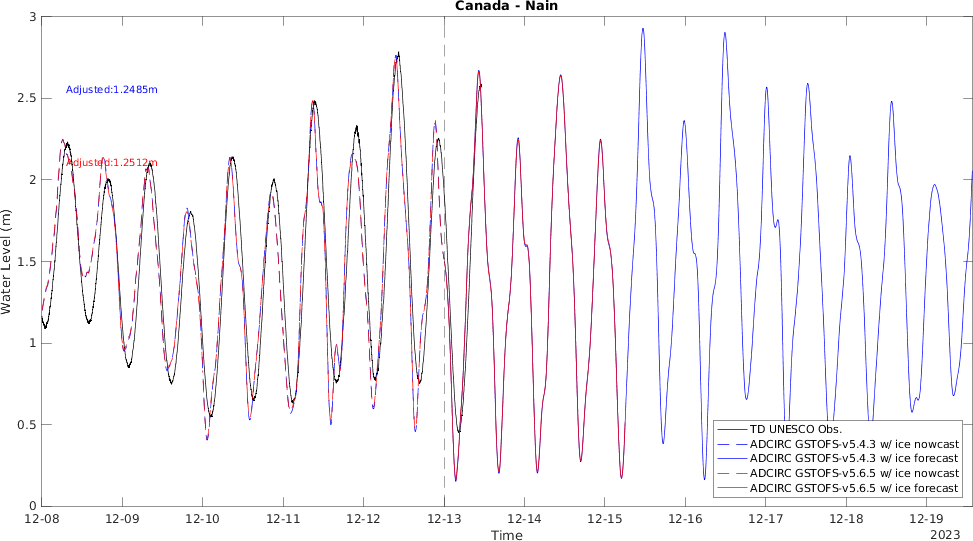 Canada - Nain
3
2.5
2
1.5
1
0.5
0
Water Level (m)
Adjusted:1.2485m
Adjusted:1.2512m
TD UNESCO Obs.
ADCIRC GSTOFS-v5.4.3 w/ ice nowcast
ADCIRC GSTOFS-v5.4.3 w/ ice forecast
ADCIRC GSTOFS-v5.6.5 w/ ice nowcast
ADCIRC GSTOFS-v5.6.5 w/ ice forecast
12-08 12-09 12-10 12-11 12-12 12-13 12-14 12-15 12-16 12-17 12-18 12-19
Time
2023